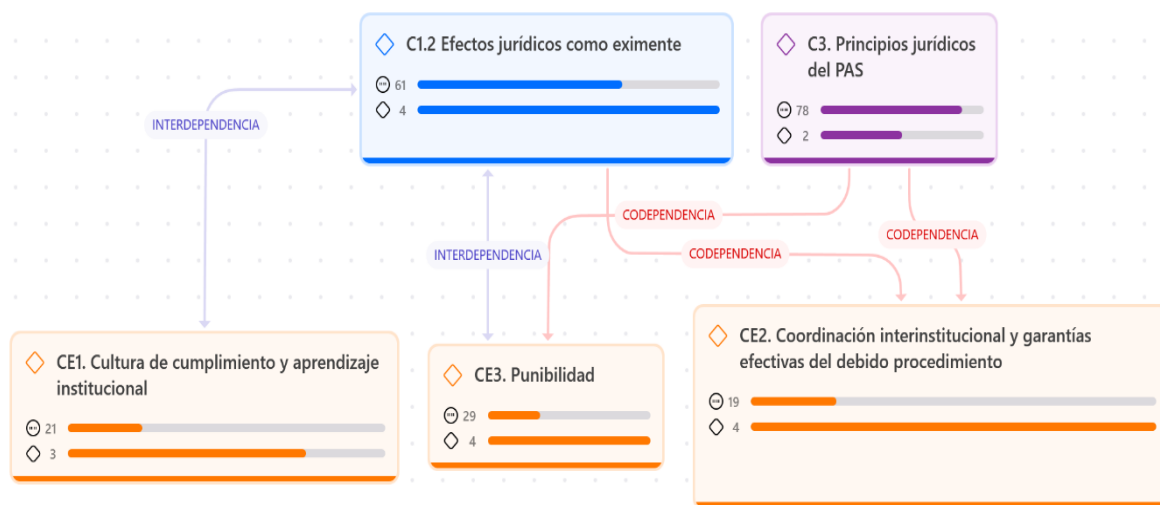 C1.2 Efectos jurídicos como eximente
61
4
C3. Principios jurídicos
del PAS
78
2
INTERDEPENDENCIA
CODEPENDENCIA
CODEPENDENCIA
INTERDEPENDENCIA
CODEPENDENCIA
CE1. Cultura de cumplimiento y aprendizaje
institucional
21
3
CE3. Punibilidad
29
4
CE2. Coordinación interinstitucional y garantías
efectivas del debido procedimiento
19
4